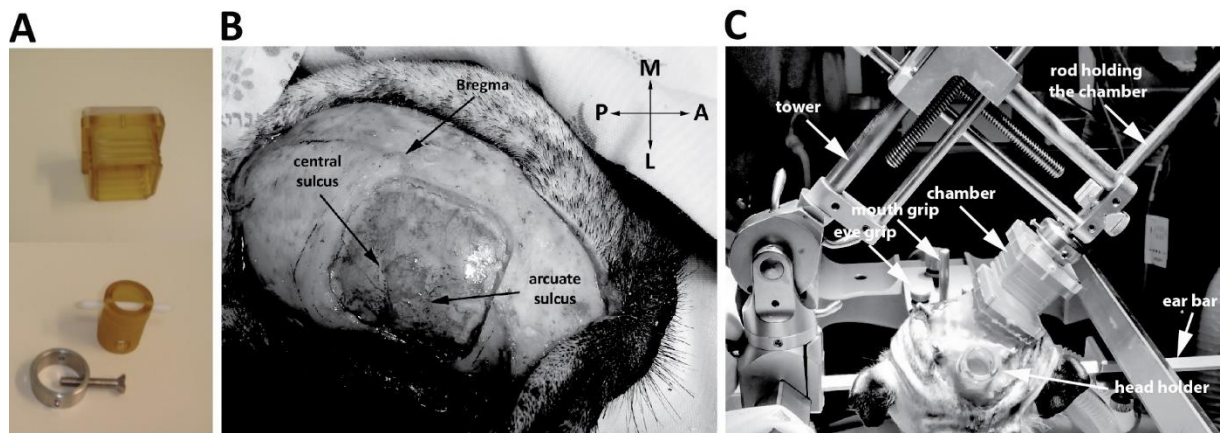 A
B
C
Bregma
M
P
A
L
central
sulcus
arcuate
sulcus
tower
rod holding
the chamber
chamber
mouth grip
eye grip
ear bar
head holder